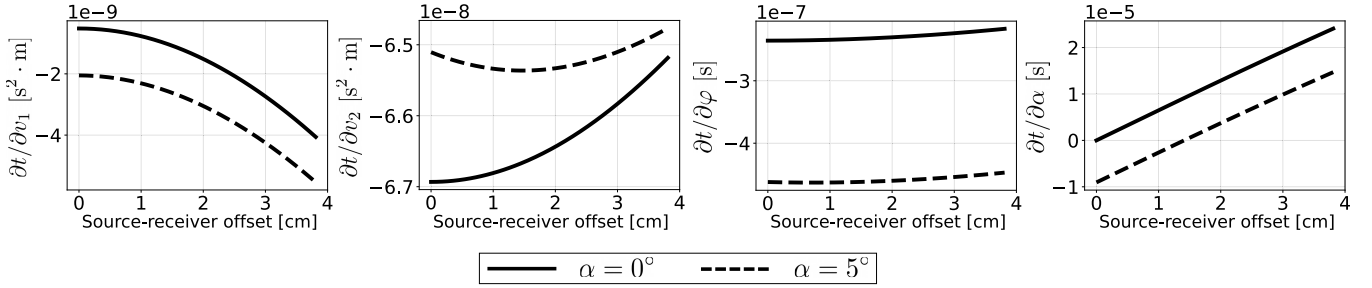 1e−9
∂t/∂v₁ [s² · m]
−2
−4
0 1 2 3 4
Source-receiver offset [cm]
1e−8
∂t/∂v₂ [s² · m]
−6.5
−6.6
−6.7
0 1 2 3 4
Source-receiver offset [cm]
1e−7
∂t/∂φ [s]
−3
−4
0 1 2 3 4
Source-receiver offset [cm]
1e−5
∂t/∂α [s]
2
1
0
−1
0 1 2 3 4
Source-receiver offset [cm]
α = 0° α = 5°